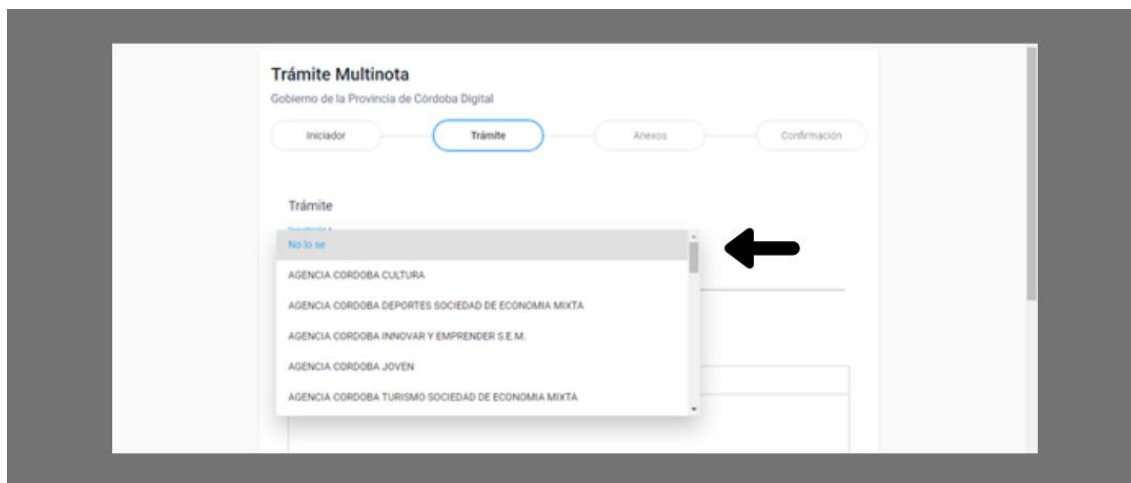 Trámite Multinota
Gobierno de la Provincia de Córdoba Digital
Iniciador
Trámite
Anexos
Confirmación
Trámite
No lo se
AGENCIA CORDOBA CULTURA
AGENCIA CORDOBA DEPORTES SOCIEDAD DE ECONOMIA MIXTA
AGENCIA CORDOBA INNOVAR Y EMPRENDER S.E.M.
AGENCIA CORDOBA JOVEN
AGENCIA CORDOBA TURISMO SOCIEDAD DE ECONOMIA MIXTA